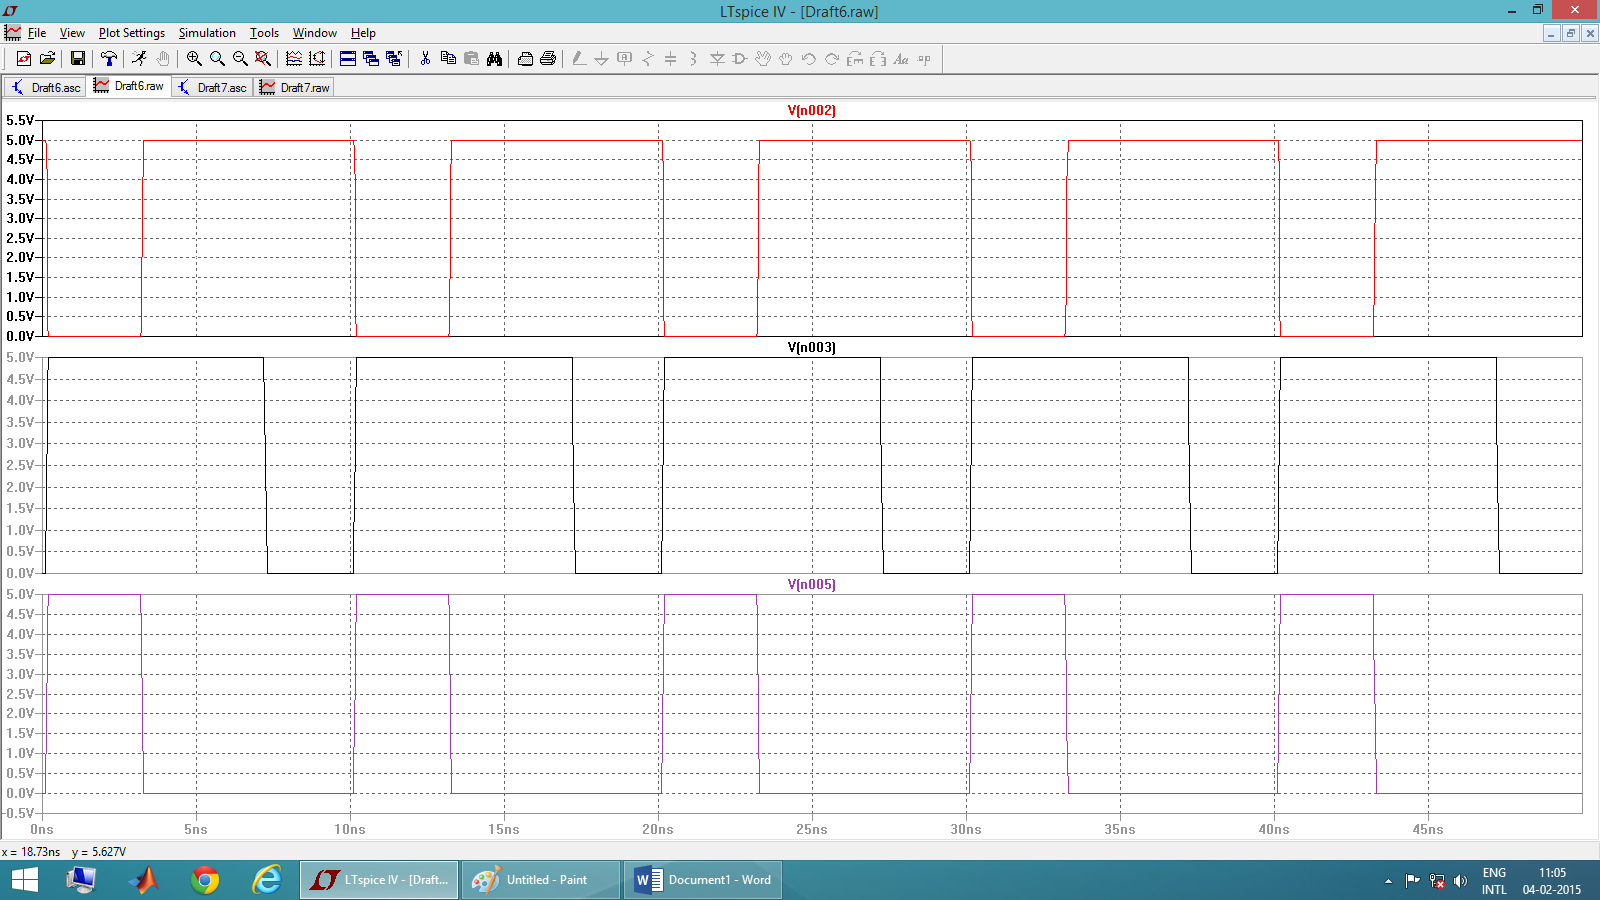 LTspice IV - [Draft6.raw]
File View Plot Settings Simulation Tools Window Help
Draft6.asc Draft6.raw Draft7.asc Draft7.raw
V(n002)
5.5V
5.0V
4.5V
4.0V
3.5V
3.0V
2.5V
2.0V
1.5V
1.0V
0.5V
0.0V
V(n003)
5.0V
4.5V
4.0V
3.5V
3.0V
2.5V
2.0V
1.5V
1.0V
0.5V
0.0V
V(n005)
5.0V
4.5V
4.0V
3.5V
3.0V
2.5V
2.0V
1.5V
1.0V
0.5V
0.0V
-0.5V
0ns 5ns 10ns 15ns 20ns 25ns 30ns 35ns 40ns 45ns
x = 18.73ns y = 5.627V
LTspice IV - [Draft... Untitled - Paint Document1 - Word
ENG 11:05
INTL 04-02-2015